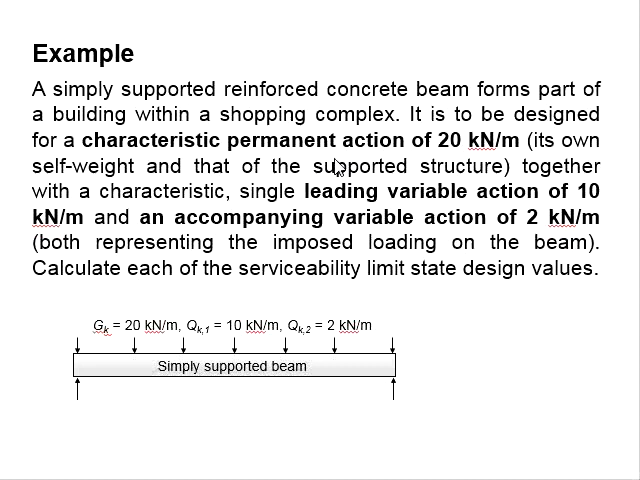 Example
A simply supported reinforced concrete beam forms part of
a building within a shopping complex. It is to be designed
for a characteristic permanent action of 20 kN/m (its own
self-weight and that of the supported structure) together
with a characteristic, single leading variable action of 10
kN/m and an accompanying variable action of 2 kN/m
(both representing the imposed loading on the beam).
Calculate each of the serviceability limit state design values.
Gk = 20 kN/m, Qk,1 = 10 kN/m, Qk,2 = 2 kN/m
Simply supported beam